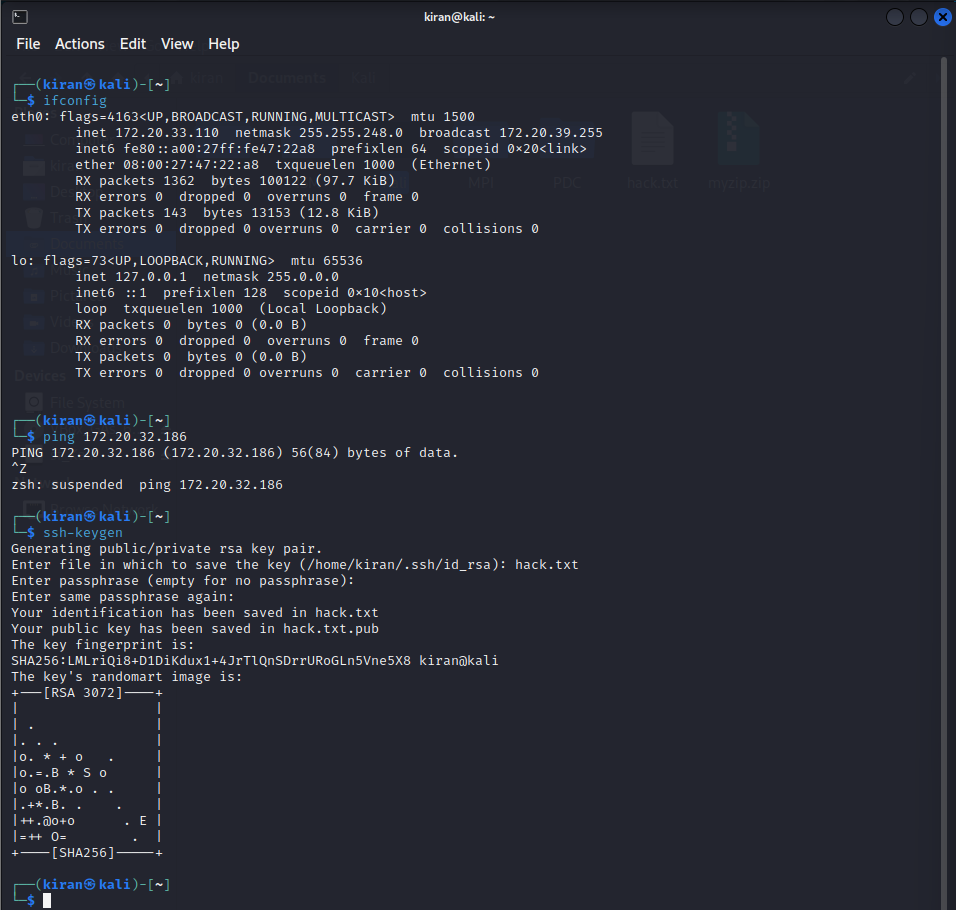 kiran@kali: ~
File Actions Edit View Help
┌──(kiran㉿kali)-[~]
└─$ ifconfig
eth0: flags=4163<UP,BROADCAST,RUNNING,MULTICAST>  mtu 1500
        inet 172.20.33.110  netmask 255.255.248.0  broadcast 172.20.39.255
        inet6 fe80::a00:27ff:fe47:22a8  prefixlen 64  scopeid 0×20<link>
        ether 08:00:27:47:22:a8  txqueuelen 1000  (Ethernet)
        RX packets 1362  bytes 100122 (97.7 KiB)
        RX errors 0  dropped 0  overruns 0  frame 0
        TX packets 143  bytes 13153 (12.8 KiB)
        TX errors 0  dropped 0 overruns 0  carrier 0  collisions 0
lo: flags=73<UP,LOOPBACK,RUNNING>  mtu 65536
        inet 127.0.0.1  netmask 255.0.0.0
        inet6 ::1  prefixlen 128  scopeid 0×10<host>
        loop  txqueuelen 1000  (Local Loopback)
        RX packets 0  bytes 0 (0.0 B)
        RX errors 0  dropped 0  overruns 0  frame 0
        TX packets 0  bytes 0 (0.0 B)
        TX errors 0  dropped 0 overruns 0  carrier 0  collisions 0
┌──(kiran㉿kali)-[~]
└─$ ping 172.20.32.186
PING 172.20.32.186 (172.20.32.186) 56(84) bytes of data.
^Z
zsh: suspended  ping 172.20.32.186
┌──(kiran㉿kali)-[~]
└─$ ssh-keygen
Generating public/private rsa key pair.
Enter file in which to save the key (/home/kiran/.ssh/id_rsa): hack.txt
Enter passphrase (empty for no passphrase):
Enter same passphrase again:
Your identification has been saved in hack.txt
Your public key has been saved in hack.txt.pub
The key fingerprint is:
SHA256:LMLriQi8+D1DiKdux1+4JrTlQnSDrrURoGLn5Vne5X8 kiran@kali
The key's randomart image is:
+---[RSA 3072]----+
|                 |
| .               |
|. . .            |
|o. * + o   .     |
|o.=.B * S o      |
|o oB.*.o . .     |
|.+*.B. .    .    |
|++.@o+o      . E |
|=++ O=        .  |
+----[SHA256]-----+
┌──(kiran㉿kali)-[~]
└─$
Documents
MPI
PDC
hack.txt
myzip.zip
Devices
File System